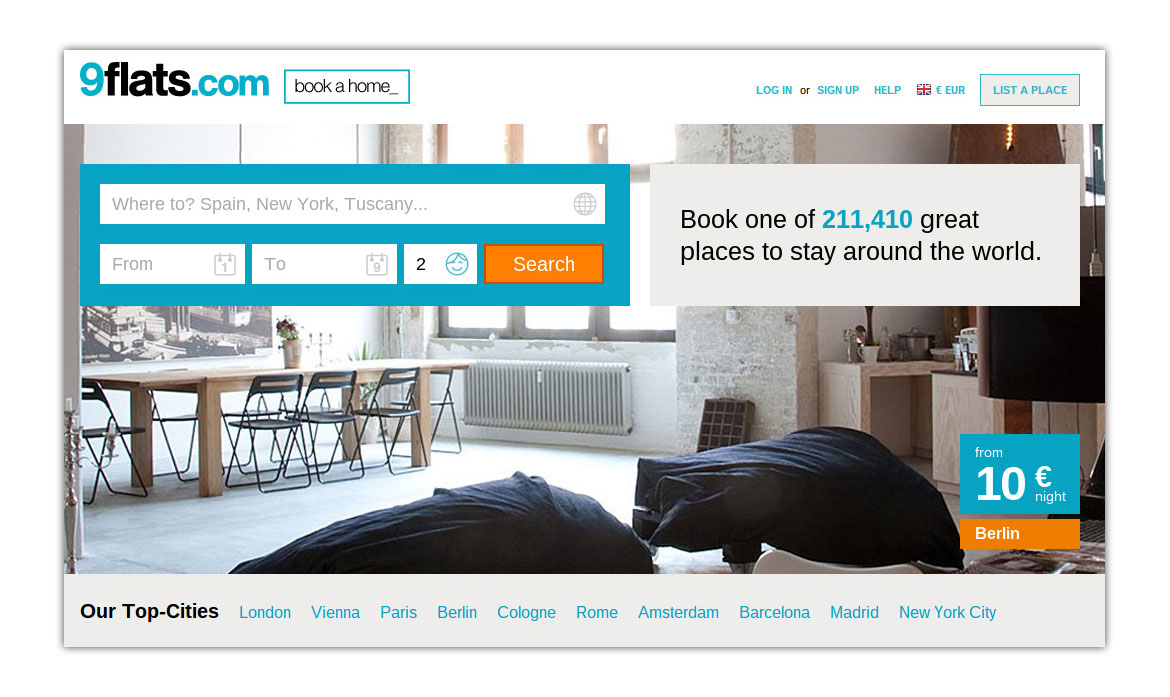 9flats.com
book a home_
LOG IN or SIGN UP HELP € EUR LIST A PLACE
Where to? Spain, New York, Tuscany...
From 1 To 9 2 Search
Book one of 211,410 great
places to stay around the world.
from
10 €
night
Berlin
Our Top-Cities London Vienna Paris Berlin Cologne Rome Amsterdam Barcelona Madrid New York City